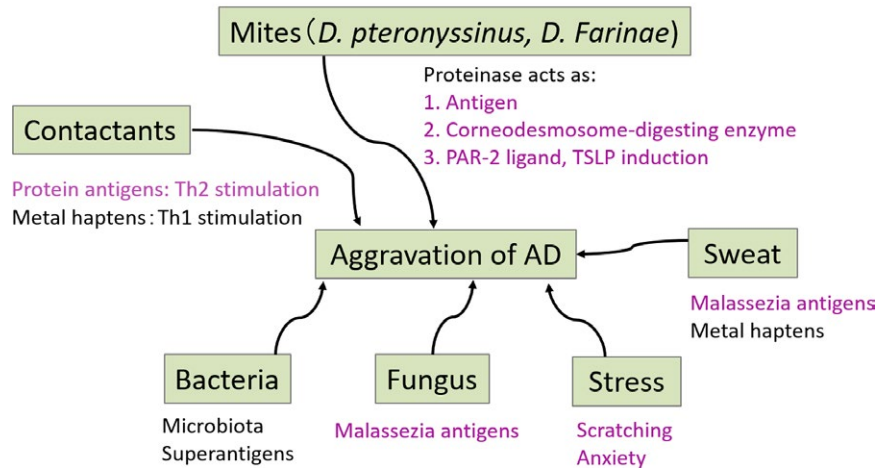 Mites（D. pteronyssinus, D. Farinae）
Proteinase acts as:
1. Antigen
2. Corneodesmosome-digesting enzyme
3. PAR-2 ligand, TSLP induction
Contactants
Protein antigens: Th2 stimulation
Metal haptens：Th1 stimulation
Aggravation of AD
Sweat
Malassezia antigens
Metal haptens
Bacteria
Microbiota
Superantigens
Fungus
Malassezia antigens
Stress
Scratching
Anxiety